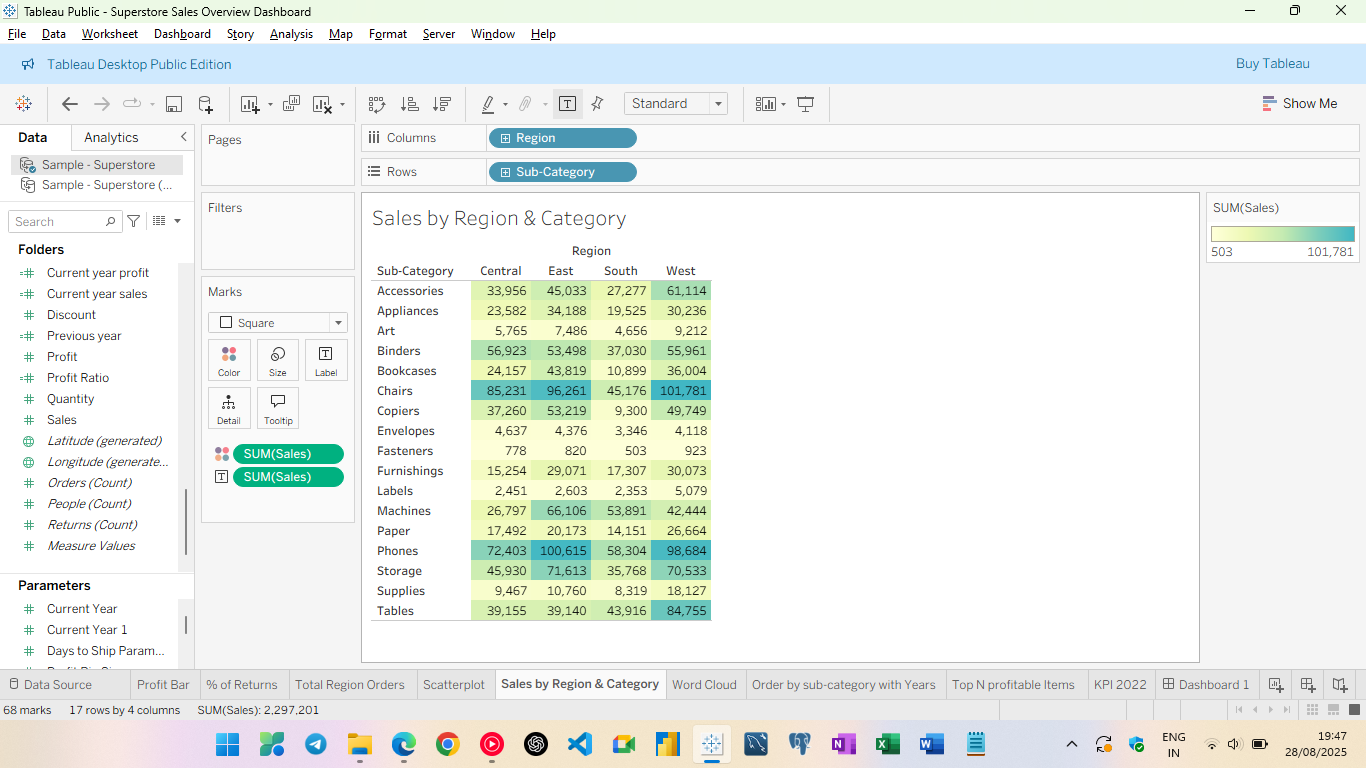 Tableau Public - Superstore Sales Overview Dashboard
File Data Worksheet Dashboard Story Analysis Map Format Server Window Help
Tableau Desktop Public Edition Buy Tableau
Standard Show Me
Data Analytics
Sample - Superstore
Sample - Superstore (...
Search
Folders
Current year profit
Current year sales
Discount
Previous year
Profit
Profit Ratio
Quantity
Sales
Latitude (generated)
Longitude (generate...
Orders (Count)
People (Count)
Returns (Count)
Measure Values
Parameters
Current Year
Current Year 1
Days to Ship Param...
Pages
Filters
Marks
Square
Color Size Label
Detail Tooltip
SUM(Sales)
SUM(Sales)
Columns Region
Rows Sub-Category
Sales by Region & Category
Region
Sub-Category Central East South West
Accessories 33,956 45,033 27,277 61,114
Appliances 23,582 34,188 19,525 30,236
Art 5,765 7,486 4,656 9,212
Binders 56,923 53,498 37,030 55,961
Bookcases 24,157 43,819 10,899 36,004
Chairs 85,231 96,261 45,176 101,781
Copiers 37,260 53,219 9,300 49,749
Envelopes 4,637 4,376 3,346 4,118
Fasteners 778 820 503 923
Furnishings 15,254 29,071 17,307 30,073
Labels 2,451 2,603 2,353 5,079
Machines 26,797 66,106 53,891 42,444
Paper 17,492 20,173 14,151 26,664
Phones 72,403 100,615 58,304 98,684
Storage 45,930 71,613 35,768 70,533
Supplies 9,467 10,760 8,319 18,127
Tables 39,155 39,140 43,916 84,755
SUM(Sales)
503 101,781
Data Source Profit Bar % of Returns Total Region Orders Scatterplot Sales by Region & Category Word Cloud Order by sub-category with Years Top N profitable Items KPI 2022 Dashboard 1
68 marks 17 rows by 4 columns SUM(Sales): 2,297,201
ENG
IN
19:47
28/08/2025